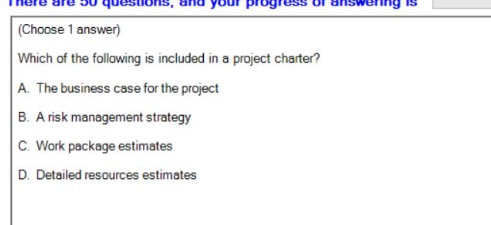 There are 50 questions, and your progress of answering is
(Choose 1 answer)
Which of the following is included in a project charter?
A. The business case for the project
B. A risk management strategy
C. Work package estimates
D. Detailed resources estimates